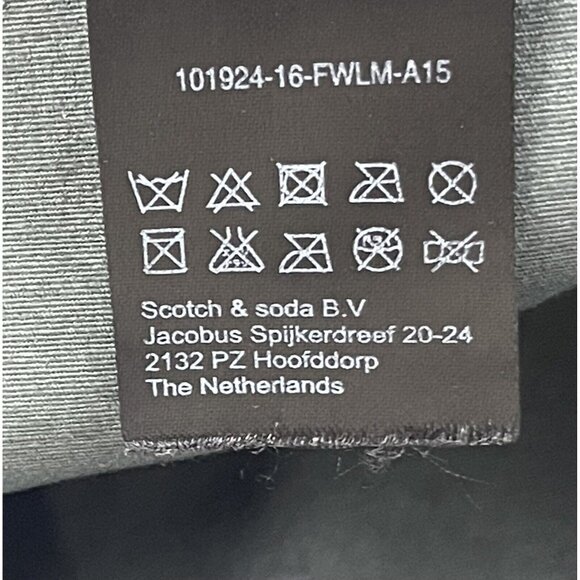 101924-16-FWLM-A15
Scotch & soda B.V
Jacobus Spijkerdreef 20-24
2132 PZ Hoofddorp
The Netherlands